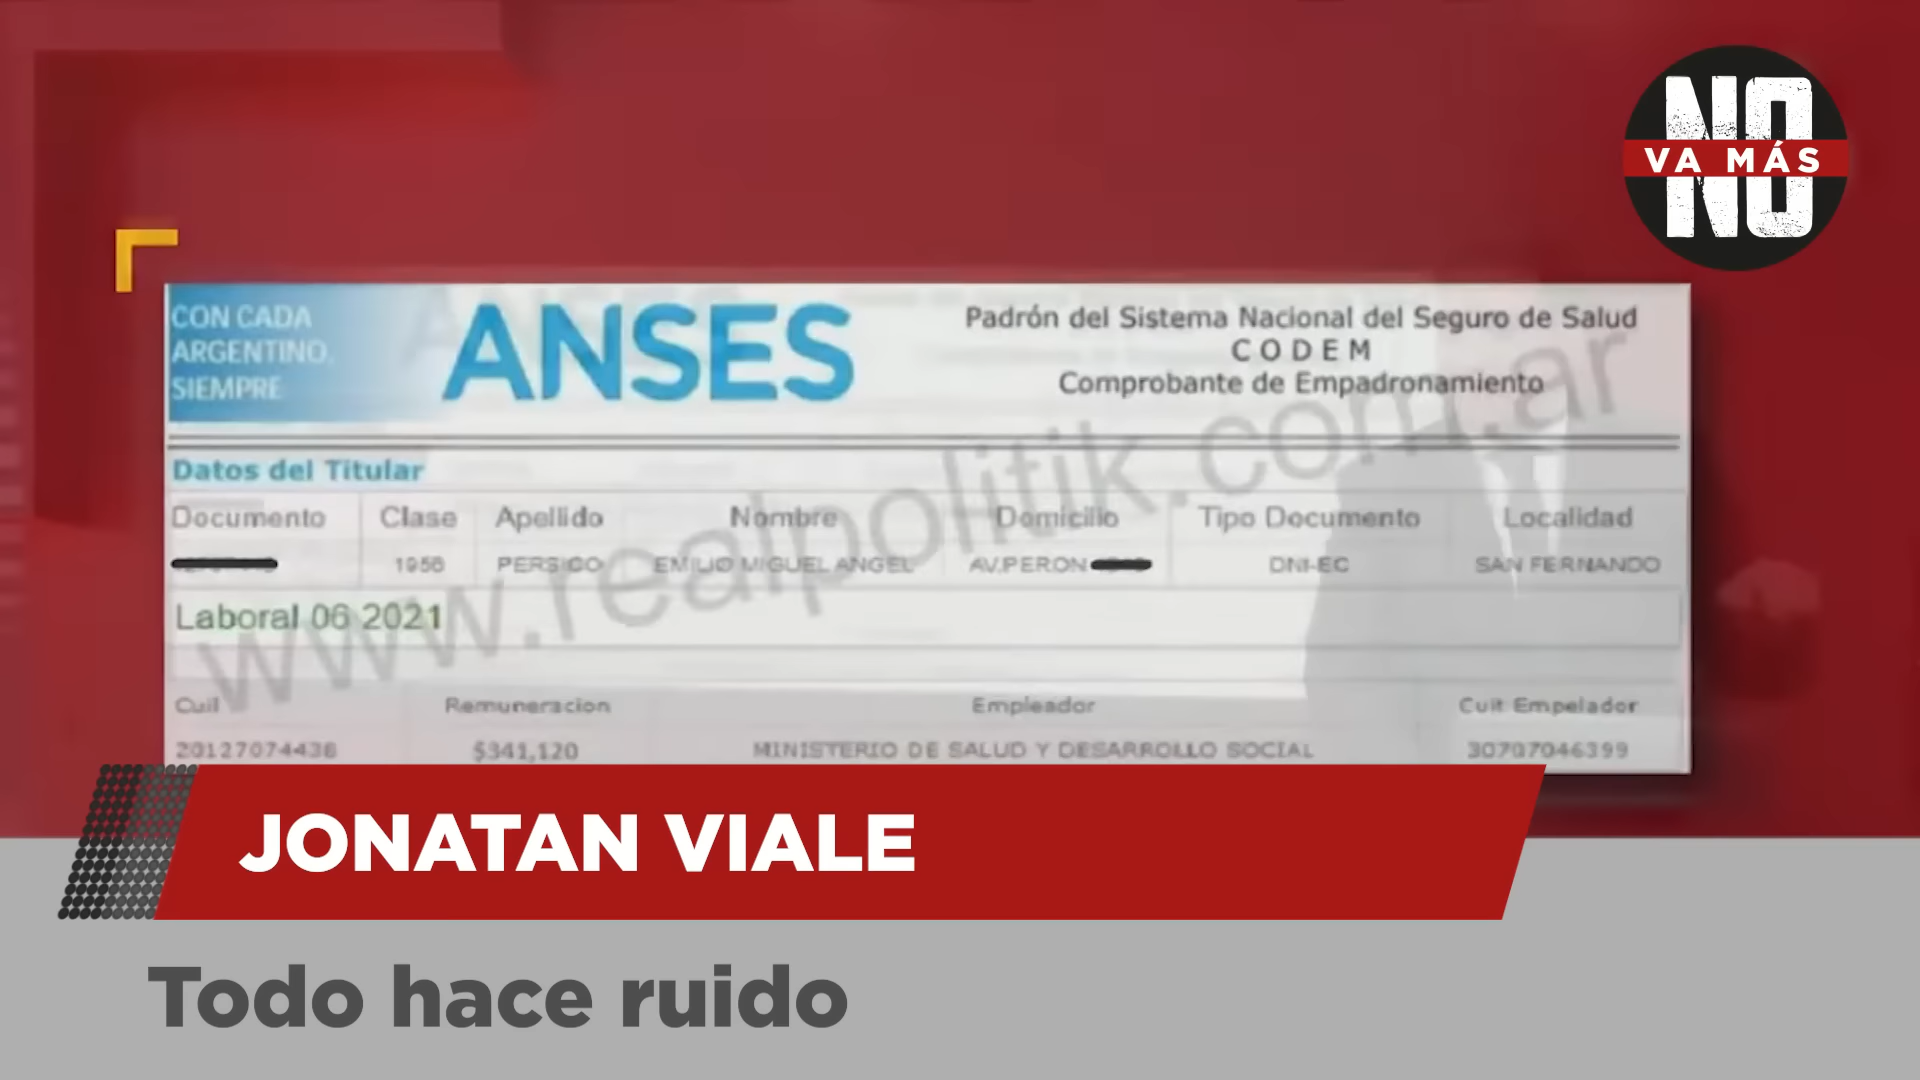 NO
VA MÁS
CON CADA
ARGENTINO,
SIEMPRE
ANSES
Padrón del Sistema Nacional del Seguro de Salud
CODEM
Comprobante de Empadronamiento
Datos del Titular
Documento Clase Apellido Nombre Domicilio Tipo Documento Localidad
1956 PERSICO EMILIO MIGUEL ANGEL AV.PERON DNI-EC SAN FERNANDO
Laboral 06 2021
www.realpolitik.com.ar
Cuil Remuneracion Empleador Cuit Empelador
20127074436 $341,120 MINISTERIO DE SALUD Y DESARROLLO SOCIAL 30707046399
JONATAN VIALE
Todo hace ruido